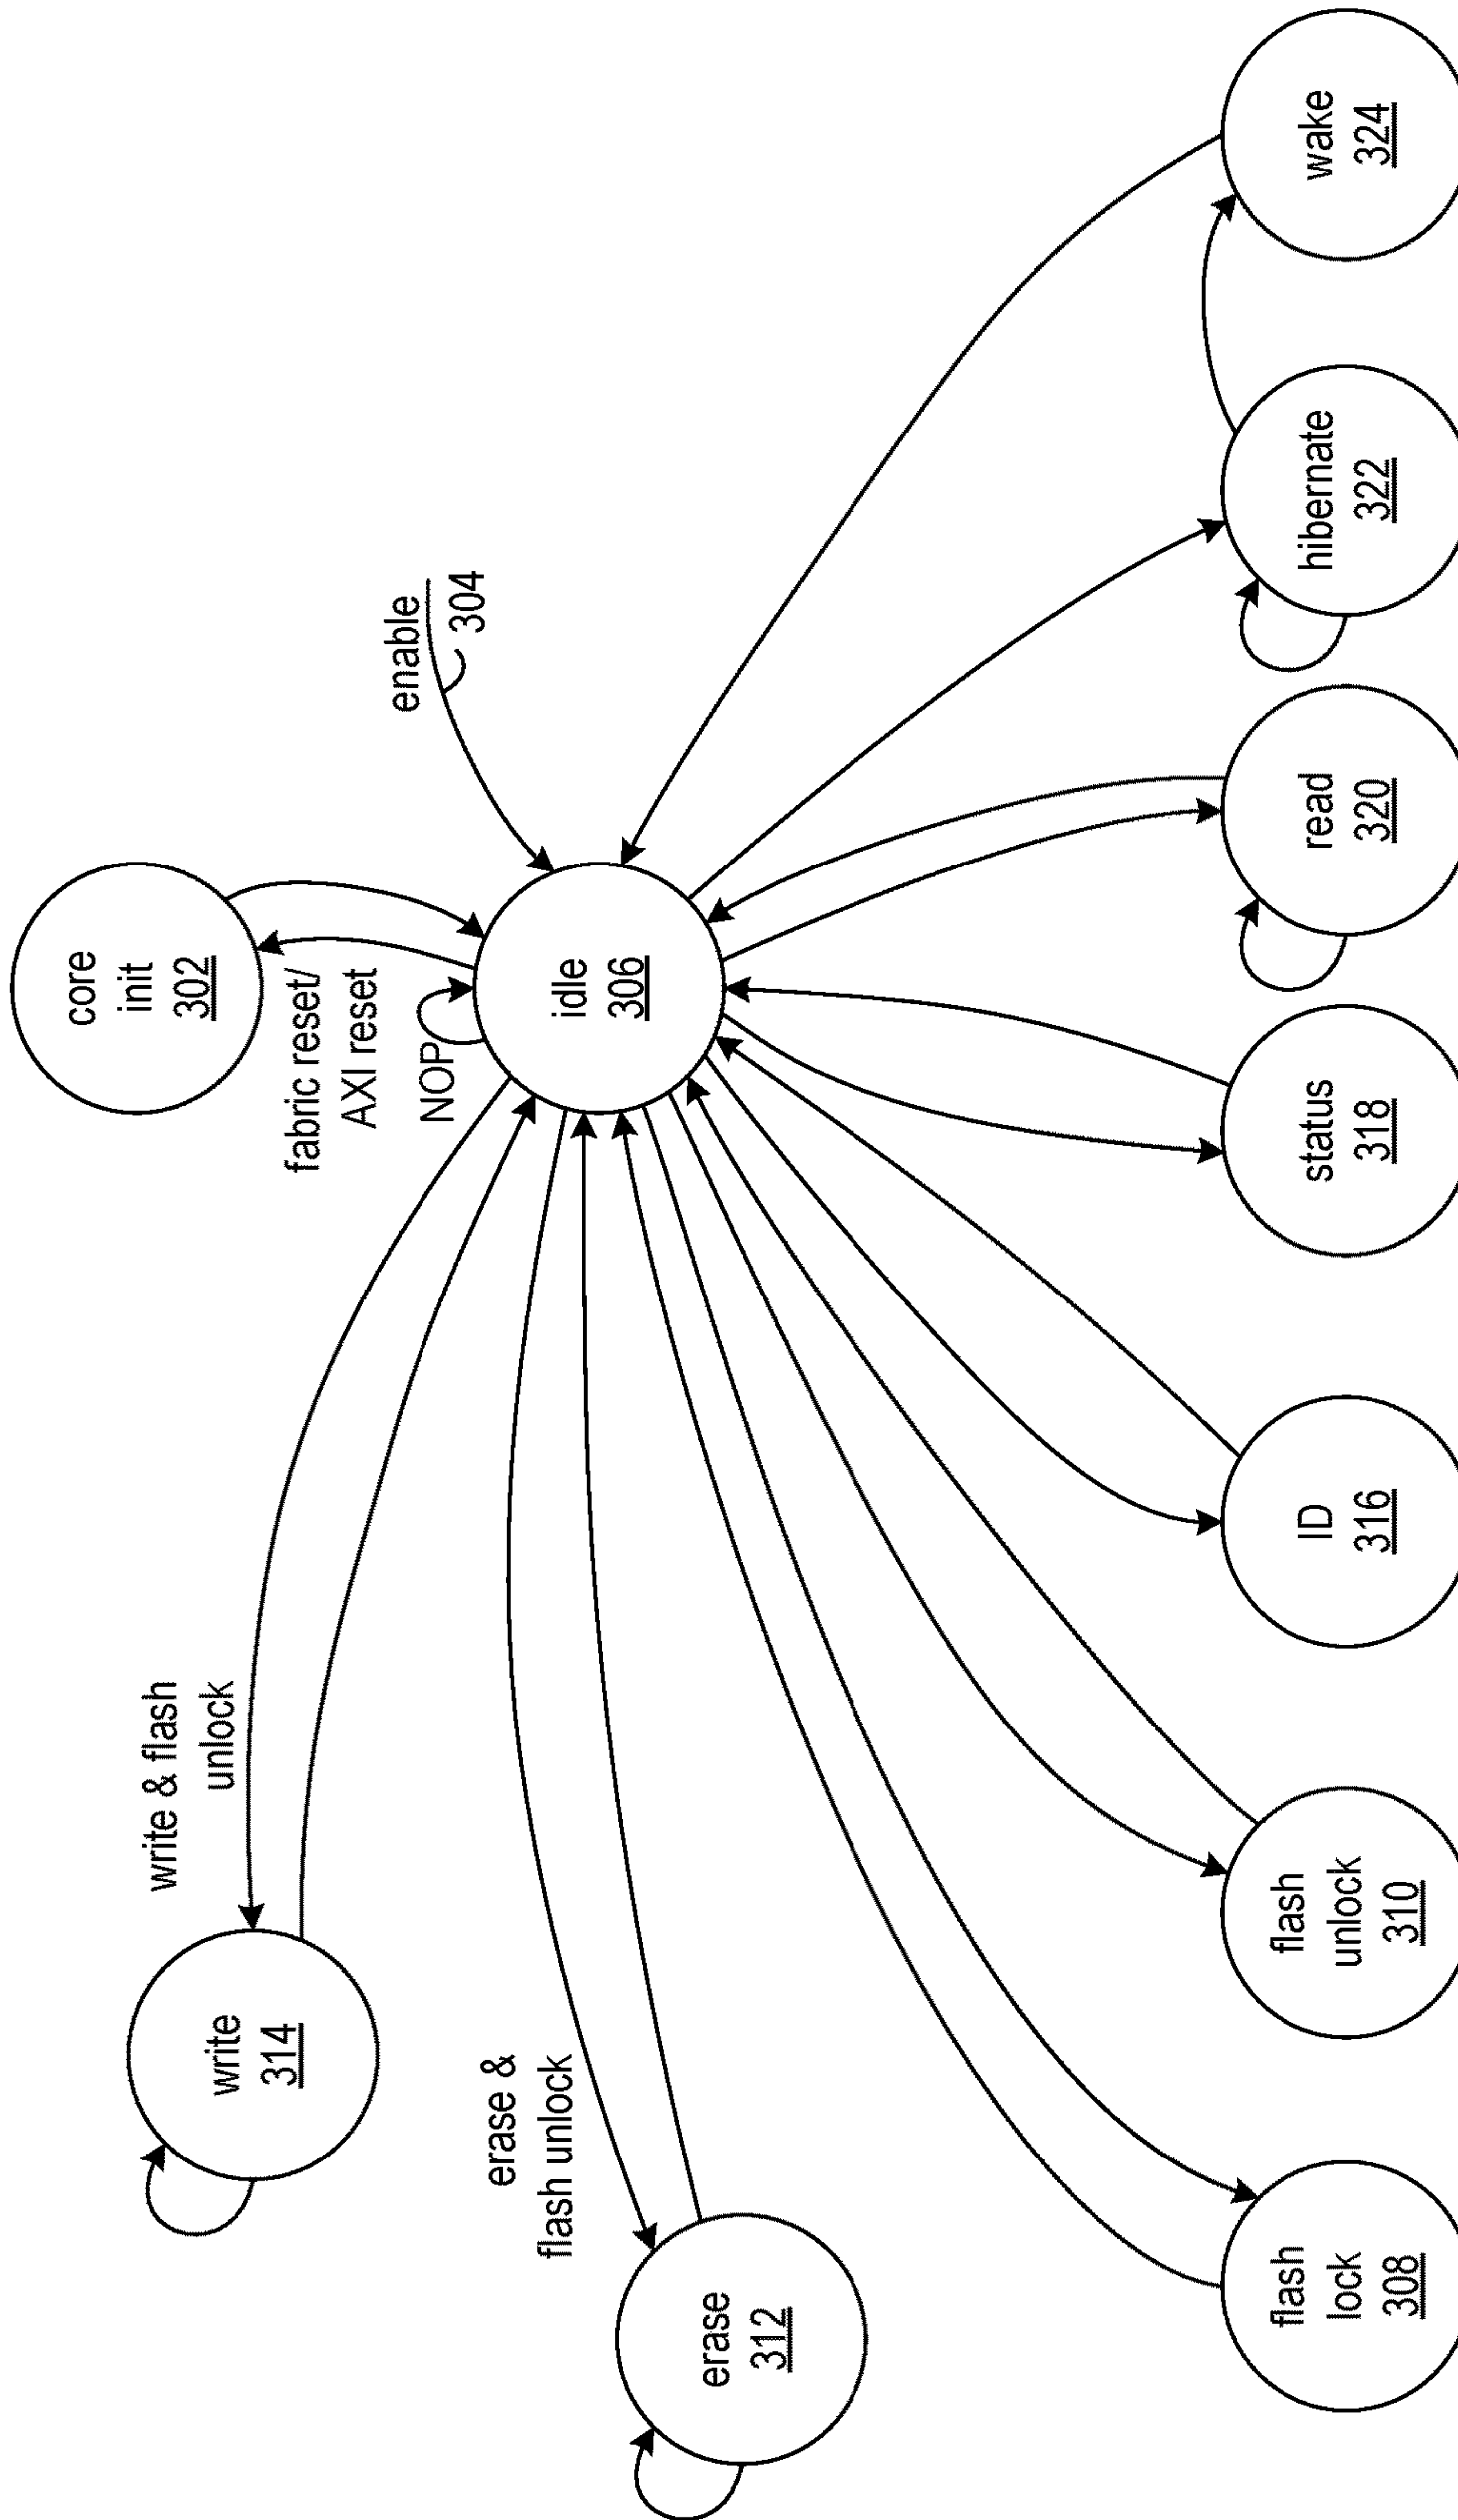 core
init
302
enable
304
fabric reset/
AXI reset
NOP
idle
306
write & flash
unlock
write
314
erase &
flash unlock
erase
312
flash
lock
308
flash
unlock
310
ID
316
status
318
read
320
hibernate
322
wake
324